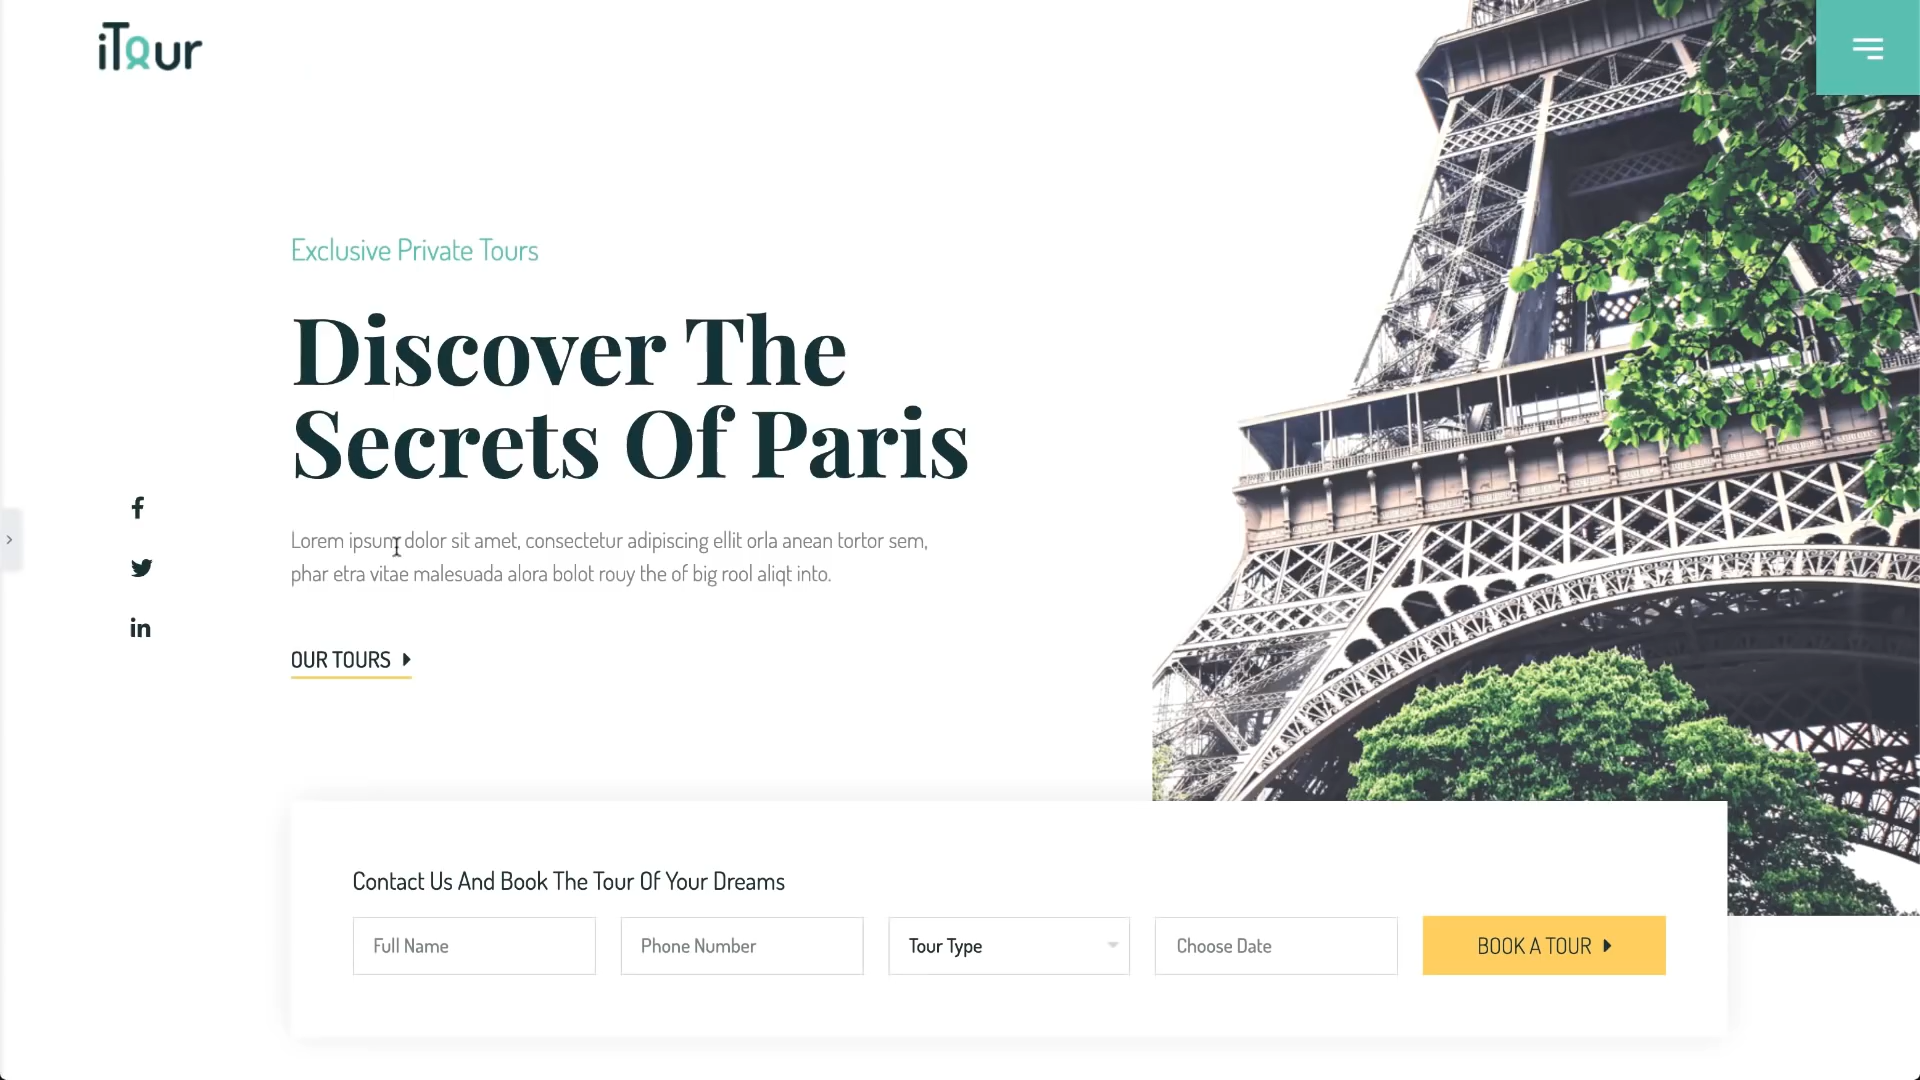 iTour
Exclusive Private Tours
Discover The
Secrets Of Paris
Lorem ipsum dolor sit amet, consectetur adipiscing ellit orla anean tortor sem,
phar etra vitae malesuada alora bolot rouy the of big rool aliqt into.
OUR TOURS
Contact Us And Book The Tour Of Your Dreams
Full Name
Phone Number
Tour Type
Choose Date
BOOK A TOUR